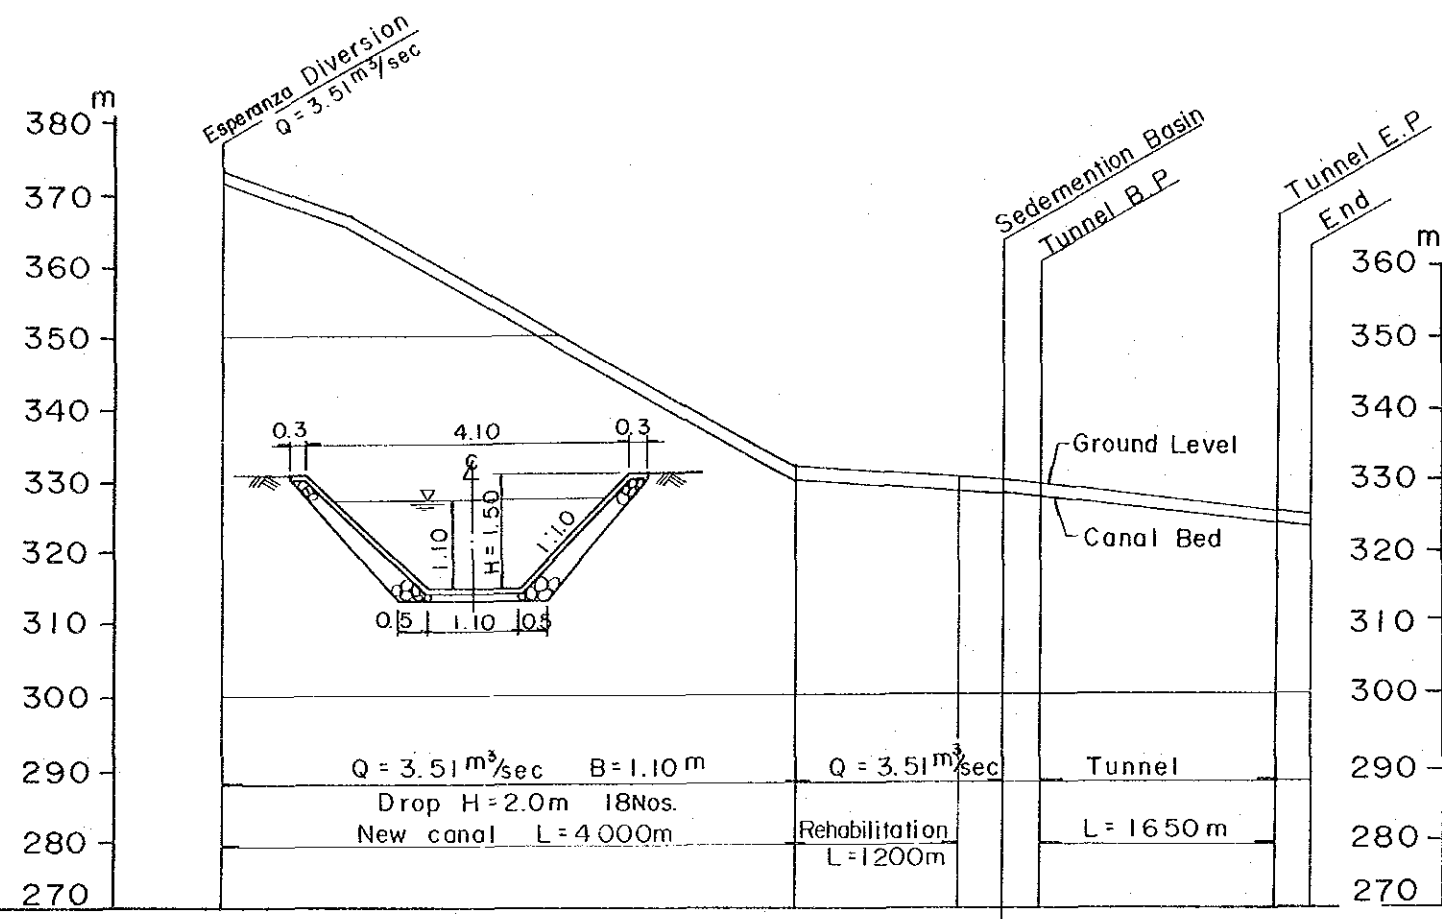 Esperanza Diversion
Q = 3.51 m³/sec
Sedemention Basin
Tunnel B.P
Tunnel E.P
End
m
380
370
360
350
340
330
320
310
300
290
280
270
m
360
350
340
330
320
310
300
290
280
270
0.3
4.10
0.3
℄
1.10
H = 1.50
1:1.0
0.5
1.10
0.5
Ground Level
Canal Bed
Q = 3.51 m³/sec B = 1.10 m
Drop H = 2.0m 18Nos.
New canal L = 4000m
Q = 3.51 m³/sec
Rehabilitation
L = 1200m
Tunnel
L = 1650 m